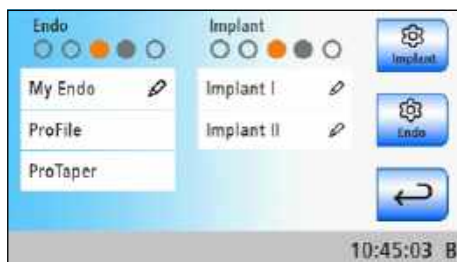 Endo
My Endo
ProFile
ProTaper
Implant
Implant I
Implant II
Implant
Endo
10:45:03 B